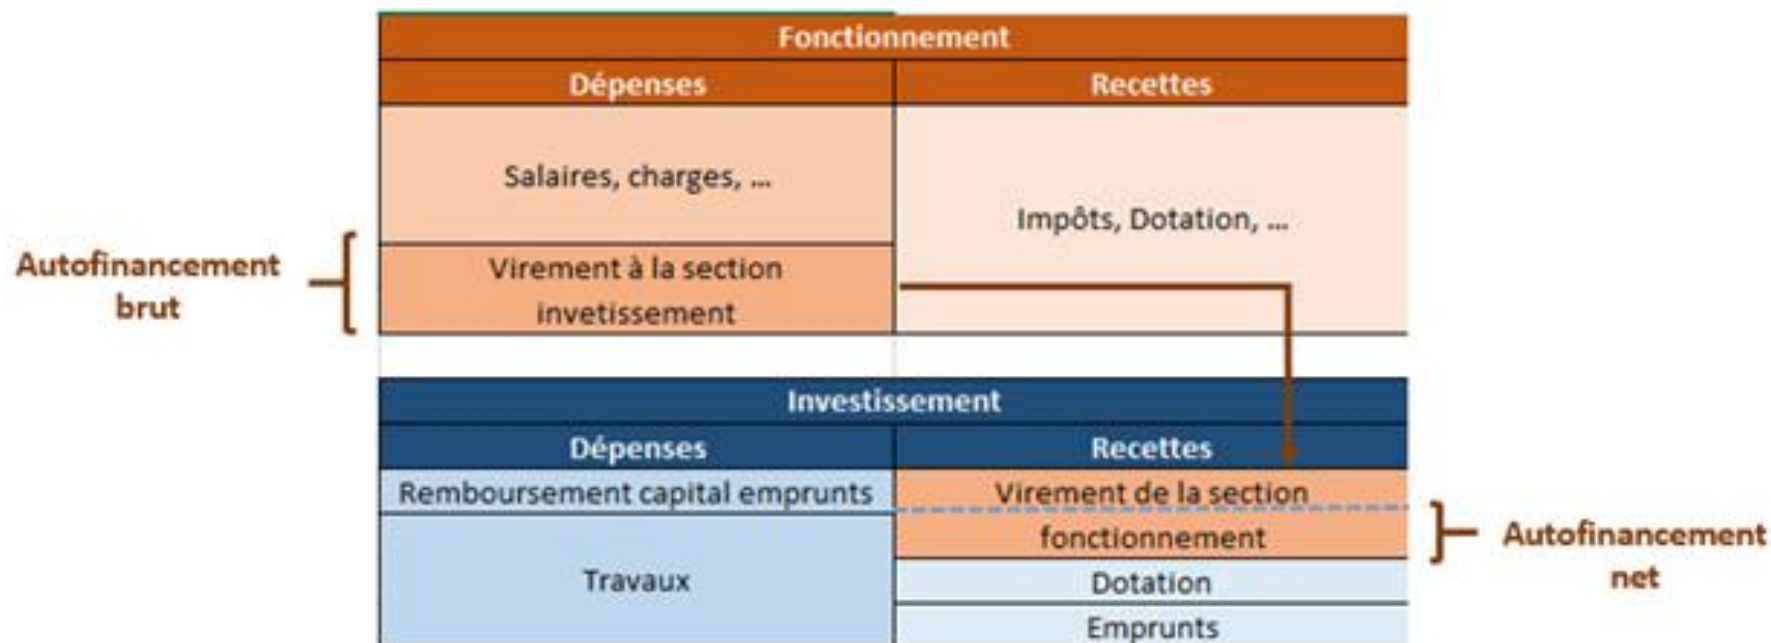 Fonctionnement
Dépenses
Recettes
Salaires, charges, ...
Impôts, Dotation, ...
Autofinancement
brut
Virement à la section
invetissement
Investissement
Dépenses
Recettes
Remboursement capital emprunts
Virement de la section
fonctionnement
Autofinancement
net
Travaux
Dotation
Emprunts